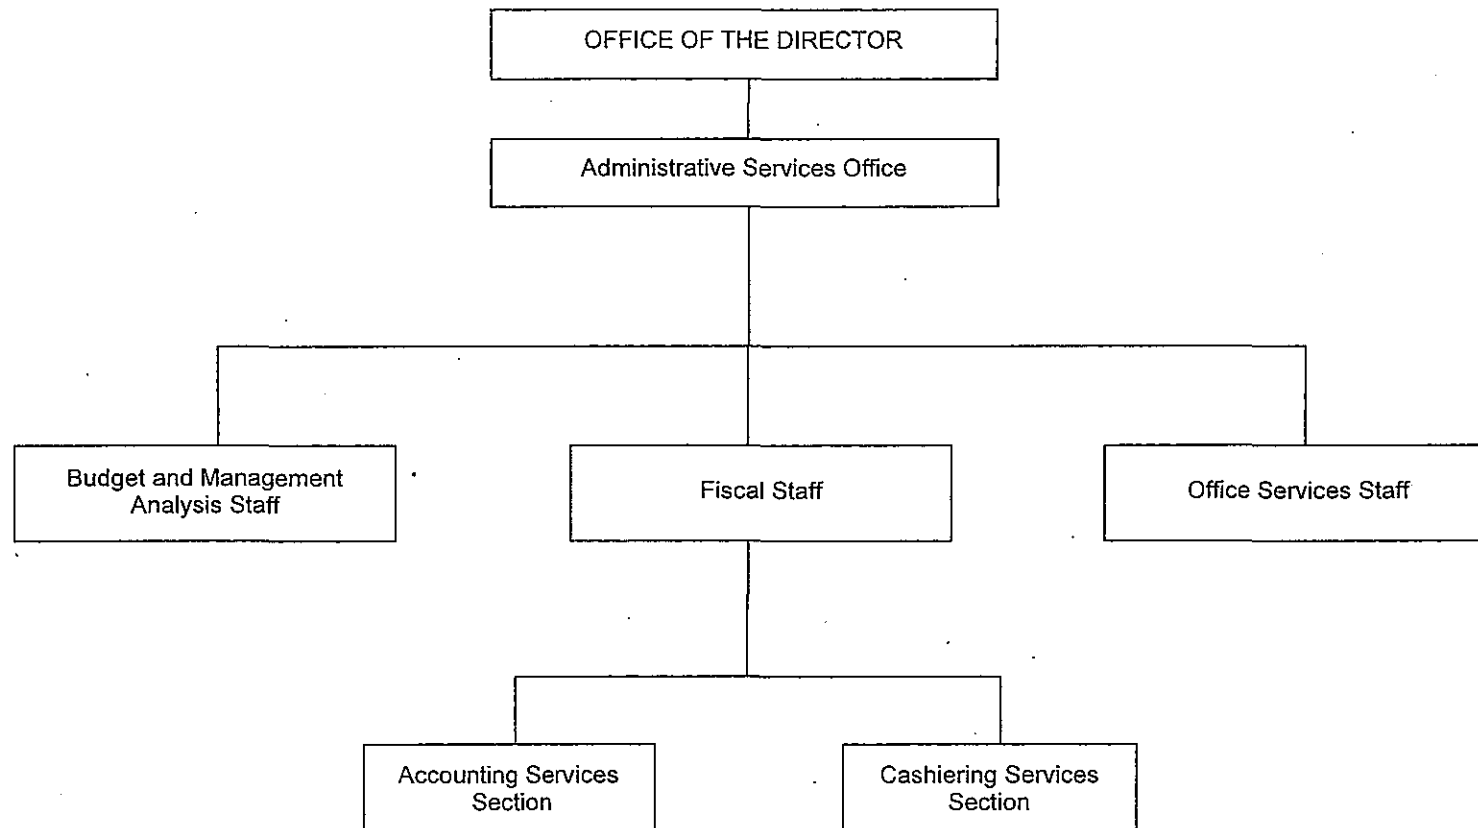 OFFICE OF THE DIRECTOR
Administrative Services Office
Budget and Management
Analysis Staff
Fiscal Staff
Office Services Staff
Accounting Services
Section
Cashiering Services
Section